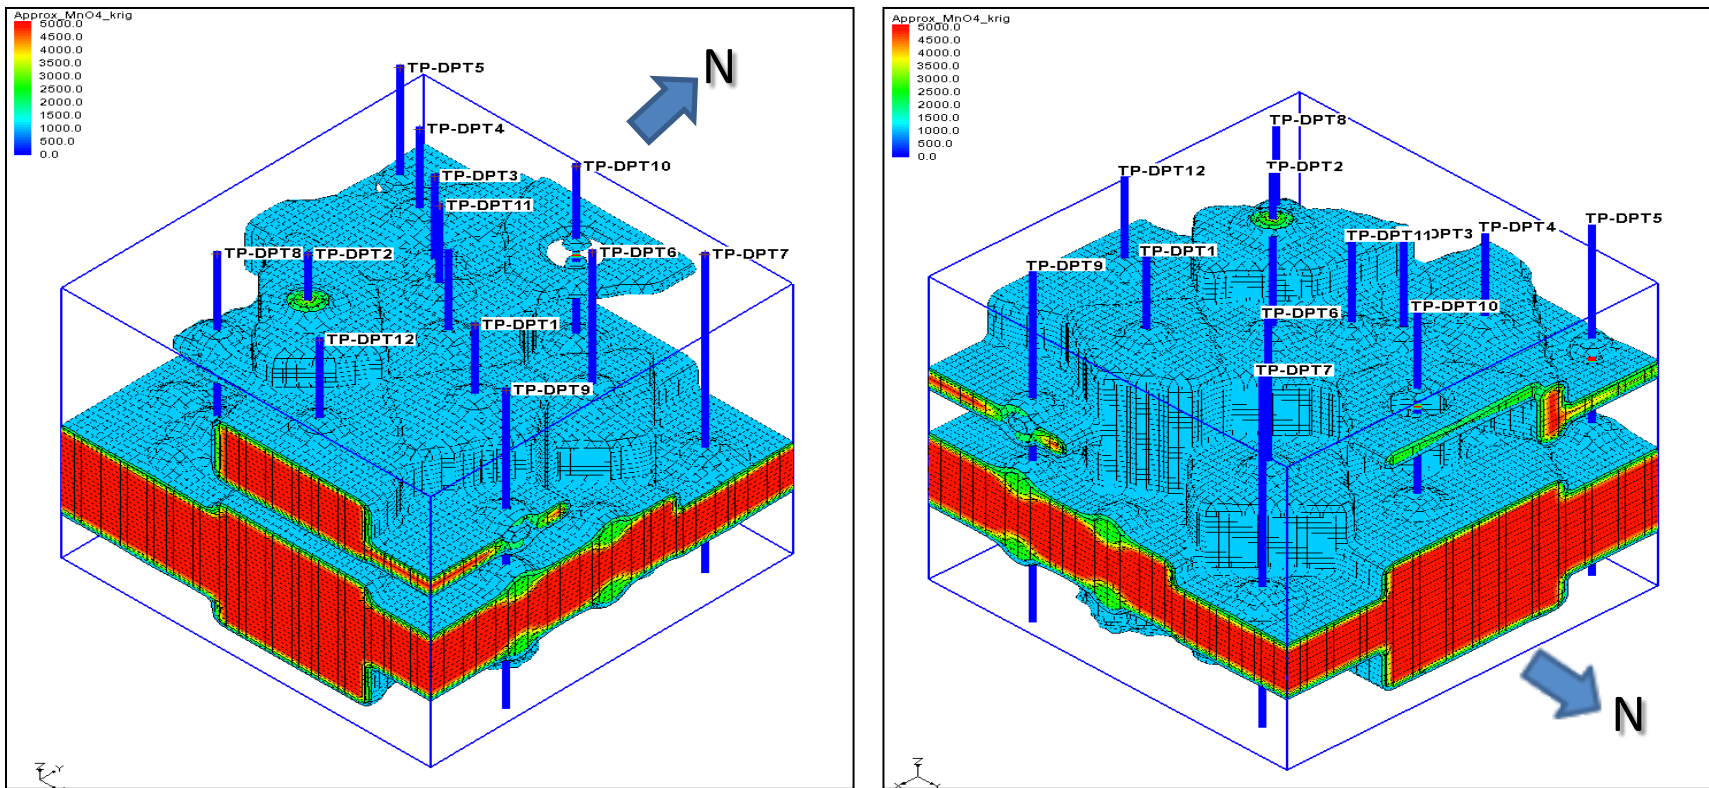 Approx_MnO4_krig
5000.0
4500.0
4000.0
3500.0
3000.0
2500.0
2000.0
1500.0
1000.0
500.0
0.0
N
TP-DPT5
TP-DPT4
TP-DPT3
TP-DPT10
TP-DPT11
TP-DPT8
TP-DPT2
TP-DPT6
TP-DPT7
TP-DPT1
TP-DPT12
TP-DPT9
Z
Y
Approx_MnO4_krig
5000.0
4500.0
4000.0
3500.0
3000.0
2500.0
2000.0
1500.0
1000.0
500.0
0.0
TP-DPT8
TP-DPT12
TP-DPT2
TP-DPT5
TP-DPT11
DPT3
TP-DPT4
TP-DPT1
TP-DPT9
TP-DPT10
TP-DPT6
TP-DPT7
N
Z
X